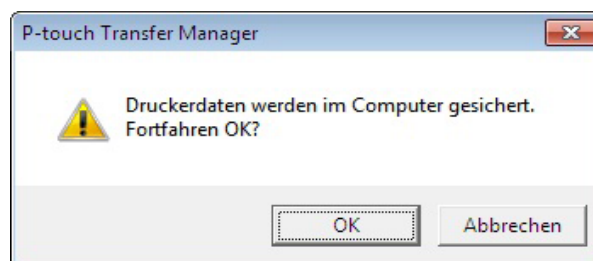 P-touch Transfer Manager
Druckerdaten werden im Computer gesichert.
Fortfahren OK?
OK
Abbrechen